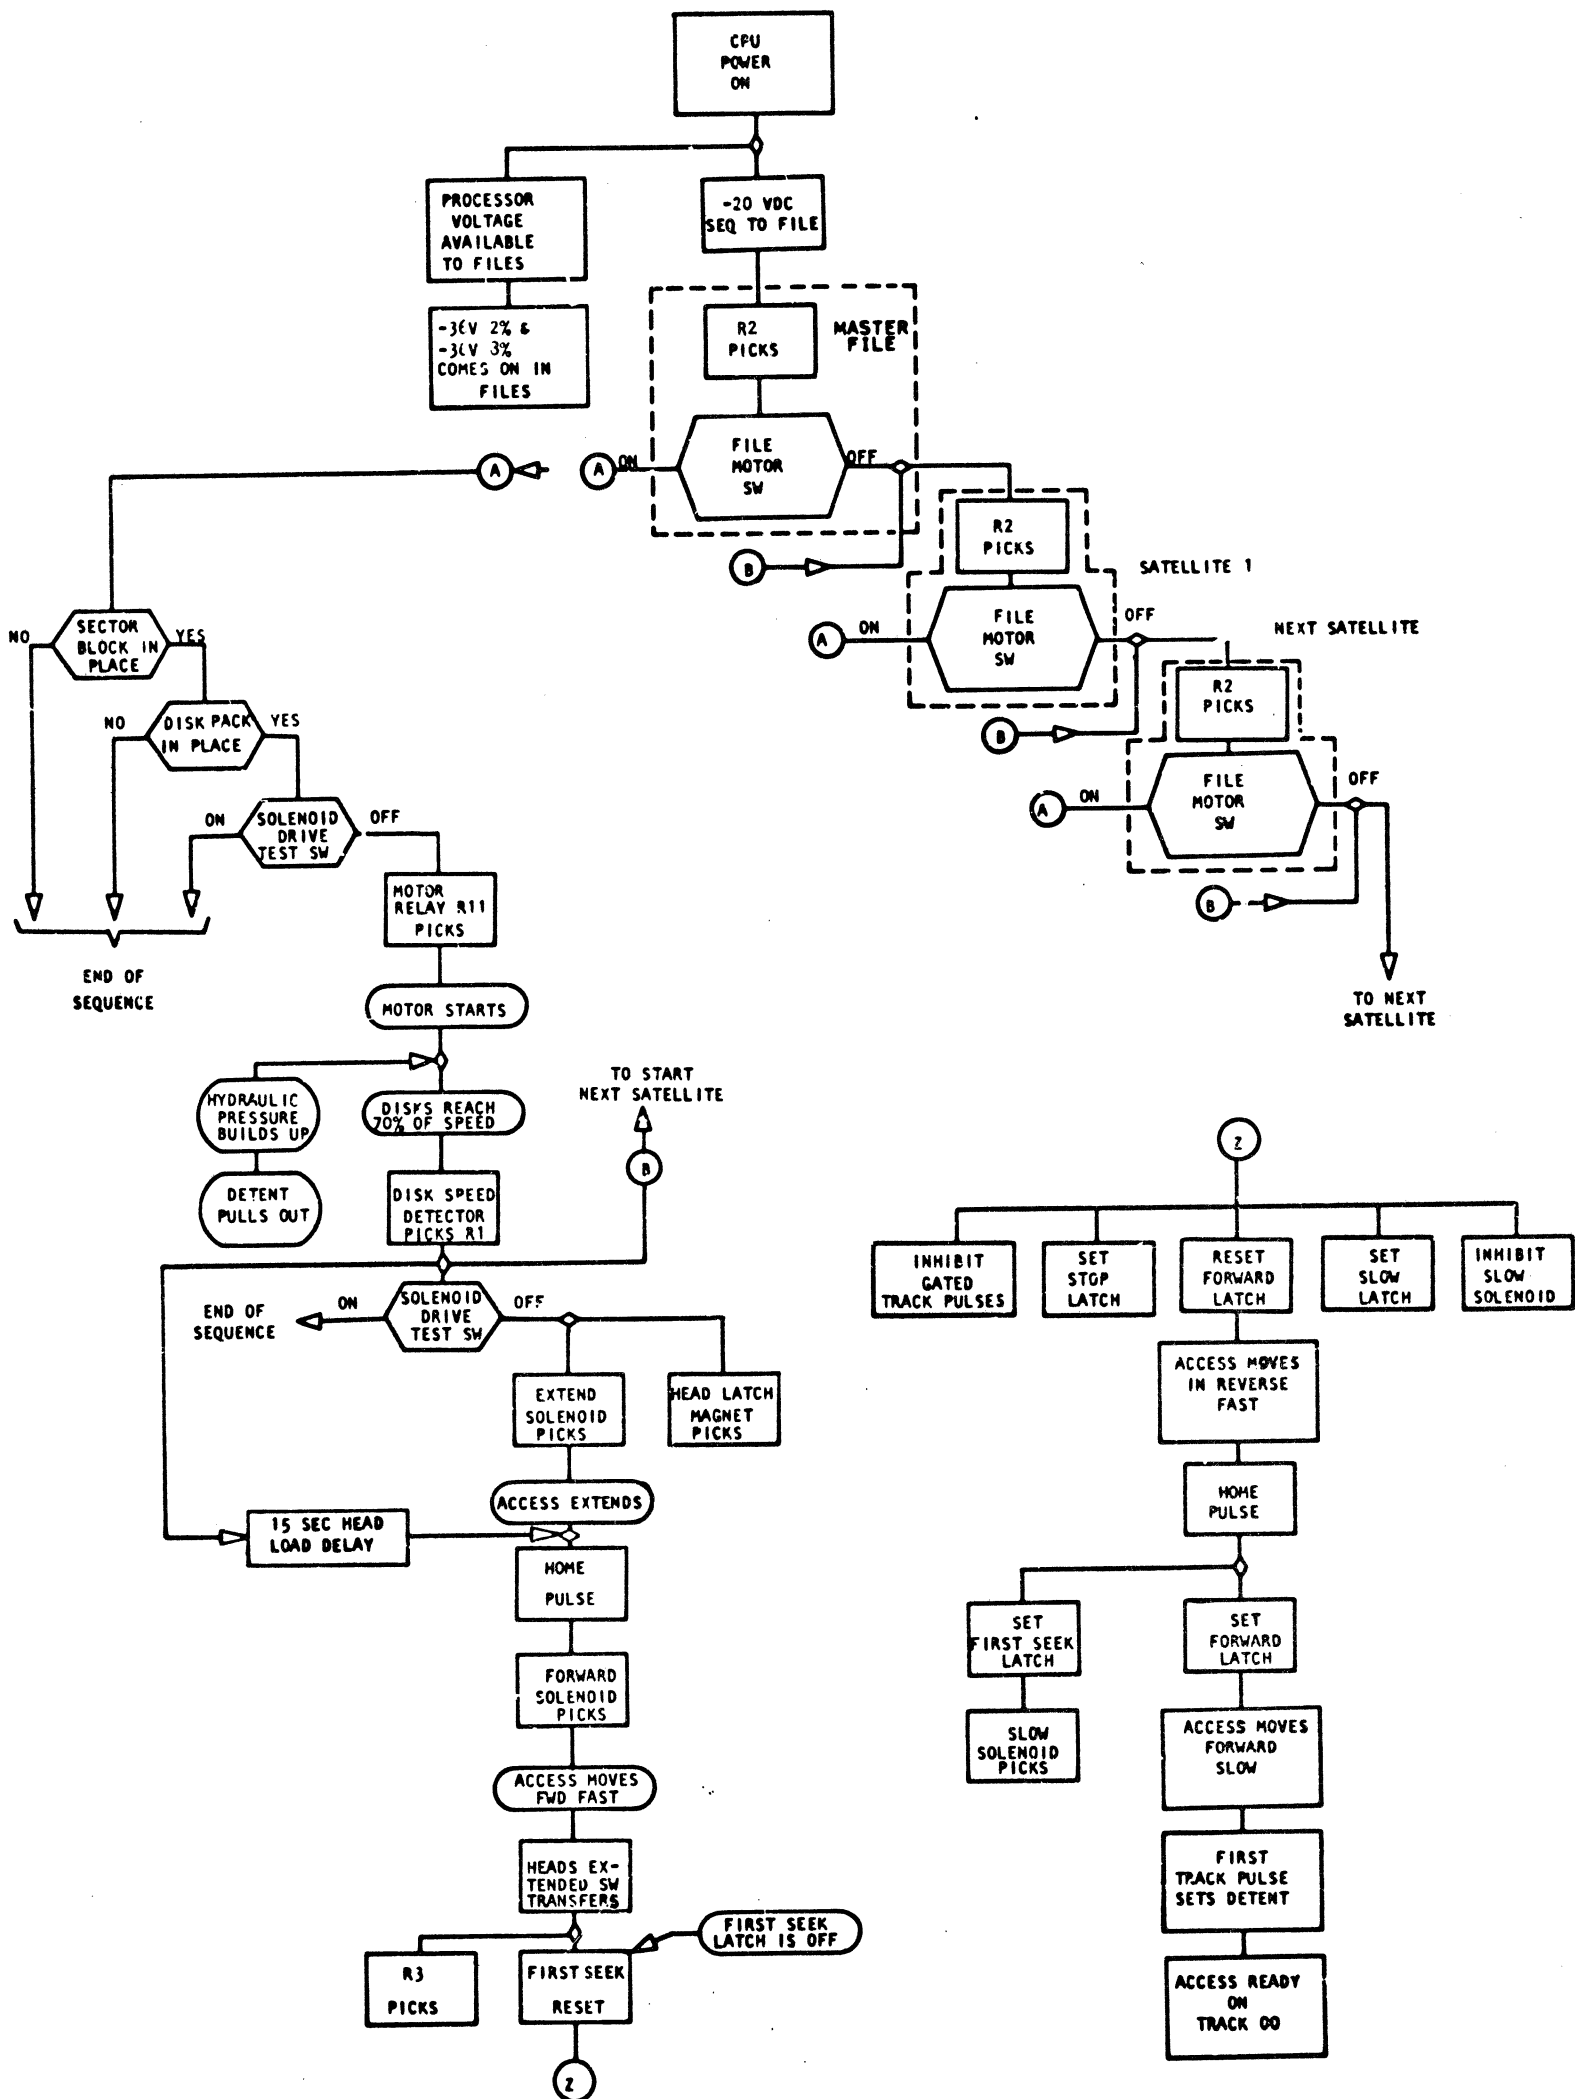 CPU
POWER
ON
PROCESSOR
VOLTAGE
AVAILABLE
TO FILES
-20 VDC
SEQ TO FILE
-36V 2% &
-36V 3%
COMES ON IN
FILES
R2
PICKS
MASTER
FILE
A
A
ON
FILE
MOTOR
SW
OFF
B
R2
PICKS
SATELLITE 1
A
ON
FILE
MOTOR
SW
OFF
NEXT SATELLITE
B
R2
PICKS
A
ON
FILE
MOTOR
SW
OFF
B
TO NEXT
SATELLITE
NO
SECTOR
BLOCK IN
PLACE
YES
NO
DISK PACK
IN PLACE
YES
ON
SOLENOID
DRIVE
TEST SW
OFF
END OF
SEQUENCE
MOTOR
RELAY R11
PICKS
MOTOR STARTS
HYDRAULIC
PRESSURE
BUILDS UP
DETENT
PULLS OUT
DISKS REACH
70% OF SPEED
DISK SPEED
DETECTOR
PICKS R1
TO START
NEXT SATELLITE
B
END OF
SEQUENCE
ON
SOLENOID
DRIVE
TEST SW
OFF
EXTEND
SOLENOID
PICKS
HEAD LATCH
MAGNET
PICKS
ACCESS EXTENDS
15 SEC HEAD
LOAD DELAY
HOME
PULSE
FORWARD
SOLENOID
PICKS
ACCESS MOVES
FWD FAST
HEADS EX-
TENDED SW
TRANSFERS
FIRST SEEK
LATCH IS OFF
R3
PICKS
FIRST SEEK
RESET
Z
Z
INHIBIT
GATED
TRACK PULSES
SET
STOP
LATCH
RESET
FORWARD
LATCH
SET
SLOW
LATCH
INHIBIT
SLOW
SOLENOID
ACCESS MOVES
IN REVERSE
FAST
HOME
PULSE
SET
FIRST SEEK
LATCH
SET
FORWARD
LATCH
SLOW
SOLENOID
PICKS
ACCESS MOVES
FORWARD
SLOW
FIRST
TRACK PULSE
SETS DETENT
ACCESS READY
ON
TRACK 00